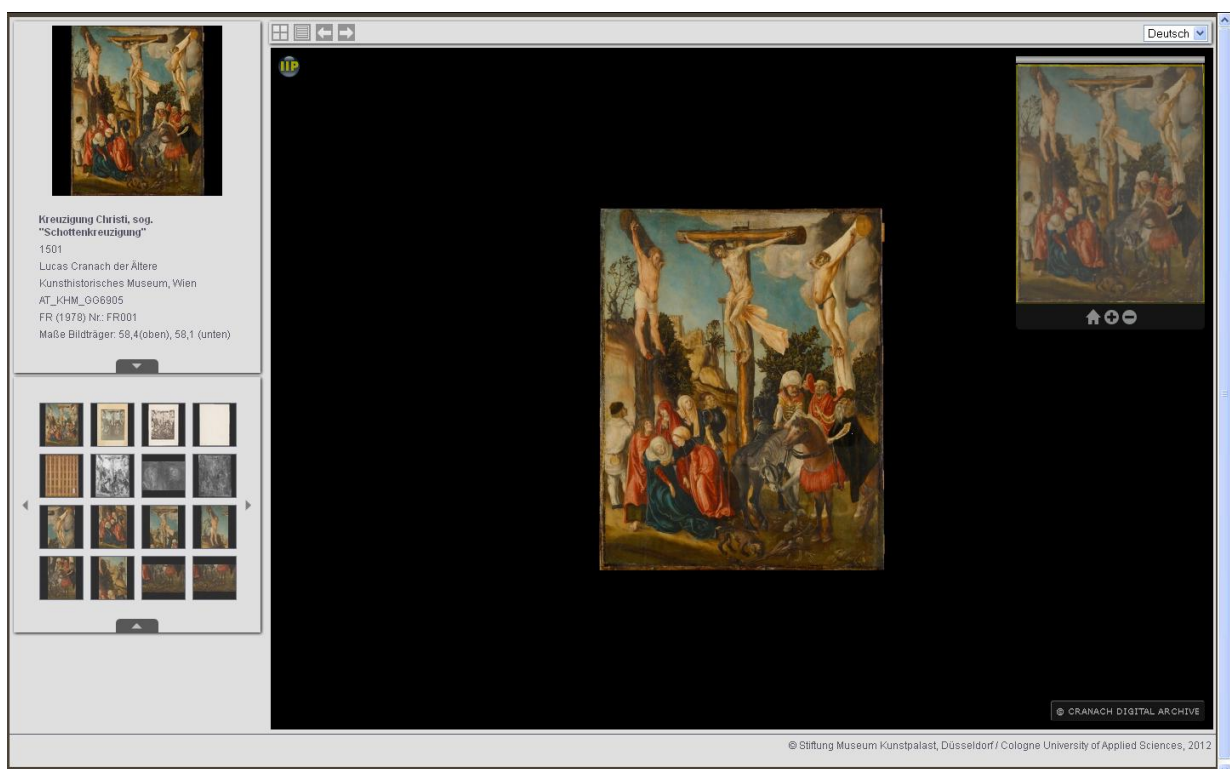 Deutsch
IIP
Kreuzigung Christi, sog.
"Schottenkreuzigung"
1501
Lucas Cranach der Ältere
Kunsthistorisches Museum, Wien
AT_KHM_GG6905
FR (1978) Nr.: FR001
Maße Bildträger: 58,4(oben), 58,1 (unten)
© CRANACH DIGITAL ARCHIVE
© Stiftung Museum Kunstpalast, Düsseldorf / Cologne University of Applied Sciences, 2012